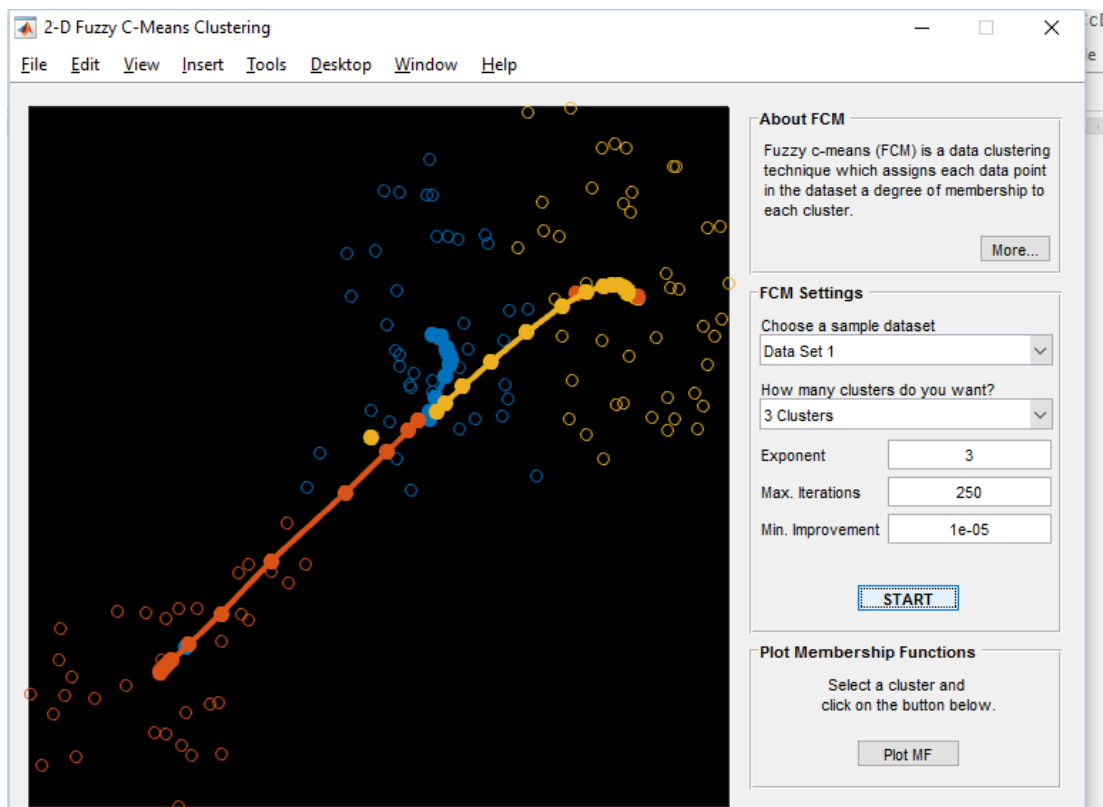 2-D Fuzzy C-Means Clustering
File Edit View Insert Tools Desktop Window Help
About FCM
Fuzzy c-means (FCM) is a data clustering
technique which assigns each data point
in the dataset a degree of membership to
each cluster.
More...
FCM Settings
Choose a sample dataset
Data Set 1
How many clusters do you want?
3 Clusters
Exponent 3
Max. Iterations 250
Min. Improvement 1e-05
START
Plot Membership Functions
Select a cluster and
click on the button below.
Plot MF